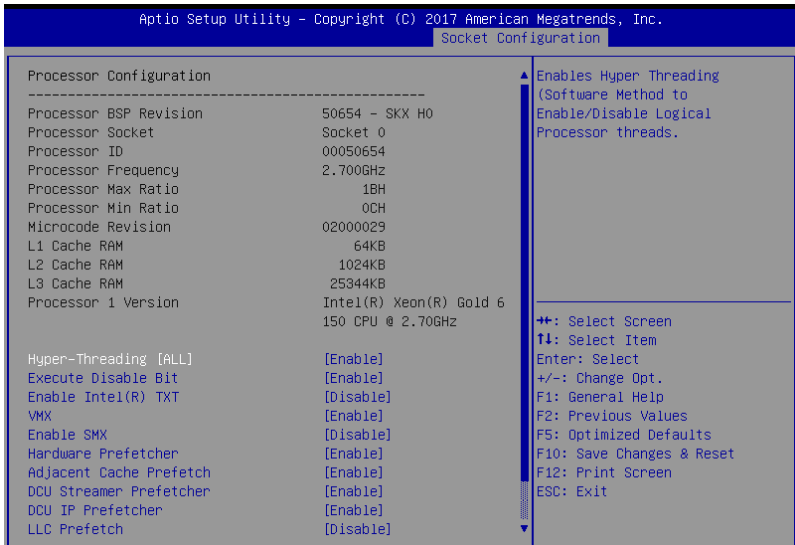 Aptio Setup Utility – Copyright (C) 2017 American Megatrends, Inc.
Socket Configuration
Processor Configuration
--------------------------------------------------
Processor BSP Revision 50654 - SKX H0
Processor Socket Socket 0
Processor ID 00050654
Processor Frequency 2.700GHz
Processor Max Ratio 1BH
Processor Min Ratio 0CH
Microcode Revision 02000029
L1 Cache RAM 64KB
L2 Cache RAM 1024KB
L3 Cache RAM 25344KB
Processor 1 Version Intel(R) Xeon(R) Gold 6
150 CPU @ 2.70GHz
Hyper-Threading [ALL] [Enable]
Execute Disable Bit [Enable]
Enable Intel(R) TXT [Disable]
VMX [Enable]
Enable SMX [Disable]
Hardware Prefetcher [Enable]
Adjacent Cache Prefetch [Enable]
DCU Streamer Prefetcher [Enable]
DCU IP Prefetcher [Enable]
LLC Prefetch [Disable]
Enables Hyper Threading
(Software Method to
Enable/Disable Logical
Processor threads.
→←: Select Screen
↑↓: Select Item
Enter: Select
+/-: Change Opt.
F1: General Help
F2: Previous Values
F5: Optimized Defaults
F10: Save Changes & Reset
F12: Print Screen
ESC: Exit